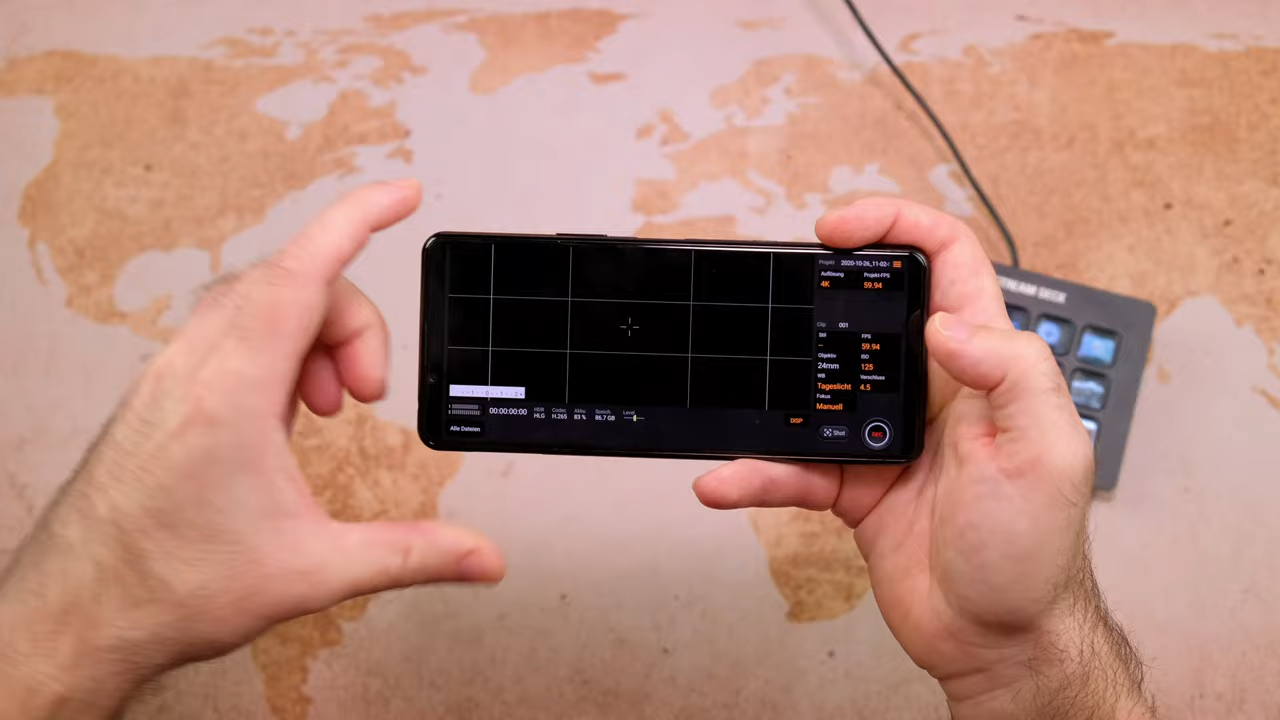 Projekt 2020-10-26_11-02-
Auflösung Projekt-FPS
4K 59.94
Clip 001
Stil FPS
-- 59.94
Objektiv ISO
24mm 125
WB Verschluss
Tageslicht 4.5
Fokus
Manuell
00:00:00:00
HDR Codec Akku Speich. Level
HLG H.265 83 % 86.7 GB
DISP
Alle Dateien
Shot
REC
STREAM DECK